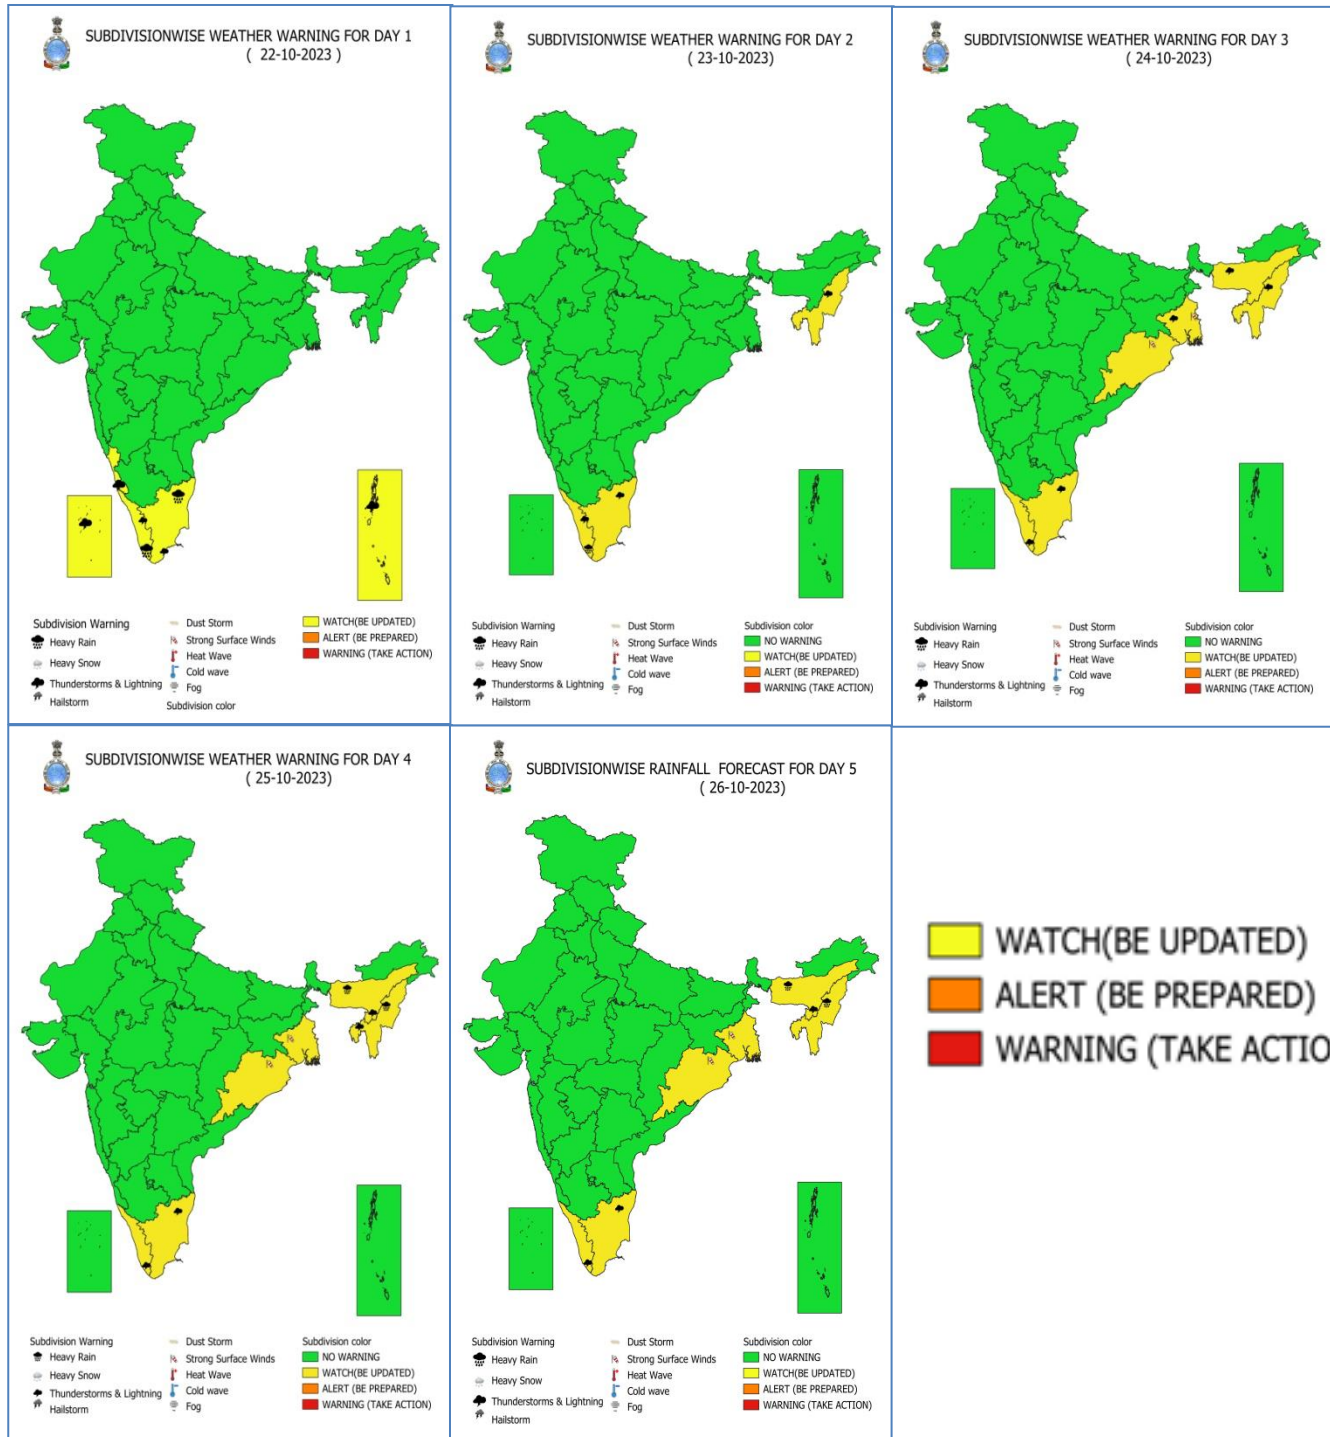 SUBDIVISIONWISE WEATHER WARNING FOR DAY 1
( 22-10-2023 )
Subdivision Warning
Heavy Rain
Heavy Snow
Thunderstorms & Lightning
Hailstorm
Dust Storm
Strong Surface Winds
Heat Wave
Cold wave
Fog
Subdivision color
WATCH(BE UPDATED)
ALERT (BE PREPARED)
WARNING (TAKE ACTION)
SUBDIVISIONWISE WEATHER WARNING FOR DAY 2
( 23-10-2023)
Subdivision Warning
Heavy Rain
Heavy Snow
Thunderstorms & Lightning
Hailstorm
Dust Storm
Strong Surface Winds
Heat Wave
Cold wave
Fog
Subdivision color
NO WARNING
WATCH(BE UPDATED)
ALERT (BE PREPARED)
WARNING (TAKE ACTION)
SUBDIVISIONWISE WEATHER WARNING FOR DAY 3
( 24-10-2023)
Subdivision Warning
Heavy Rain
Heavy Snow
Thunderstorms & Lightning
Hailstorm
Dust Storm
Strong Surface Winds
Heat Wave
Cold wave
Fog
Subdivision color
NO WARNING
WATCH(BE UPDATED)
ALERT (BE PREPARED)
WARNING (TAKE ACTION)
SUBDIVISIONWISE WEATHER WARNING FOR DAY 4
( 25-10-2023)
Subdivision Warning
Heavy Rain
Heavy Snow
Thunderstorms & Lightning
Hailstorm
Dust Storm
Strong Surface Winds
Heat Wave
Cold wave
Fog
Subdivision color
NO WARNING
WATCH(BE UPDATED)
ALERT (BE PREPARED)
WARNING (TAKE ACTION)
SUBDIVISIONWISE RAINFALL FORECAST FOR DAY 5
( 26-10-2023)
Subdivision Warning
Heavy Rain
Heavy Snow
Thunderstorms & Lightning
Hailstorm
Dust Storm
Strong Surface Winds
Heat Wave
Cold wave
Fog
Subdivision color
NO WARNING
WATCH(BE UPDATED)
ALERT (BE PREPARED)
WARNING (TAKE ACTION)
WATCH(BE UPDATED)
ALERT (BE PREPARED)
WARNING (TAKE ACTIO